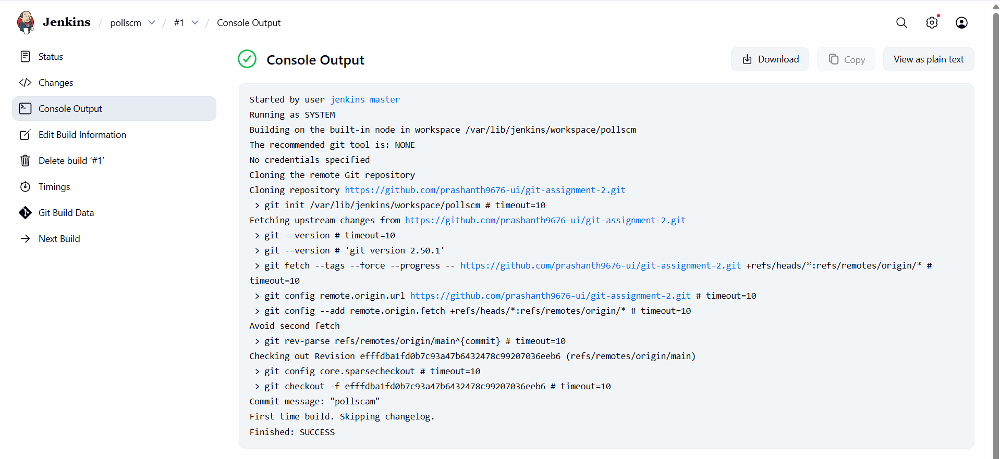 Jenkins / pollscm / #1 / Console Output
Status
Changes
Console Output
Edit Build Information
Delete build ‘#1’
Timings
Git Build Data
Next Build
Console Output
Download
Copy
View as plain text
Started by user jenkins master
Running as SYSTEM
Building on the built-in node in workspace /var/lib/jenkins/workspace/pollscm
The recommended git tool is: NONE
No credentials specified
Cloning the remote Git repository
Cloning repository https://github.com/prashanth9676-ui/git-assignment-2.git
> git init /var/lib/jenkins/workspace/pollscm # timeout=10
Fetching upstream changes from https://github.com/prashanth9676-ui/git-assignment-2.git
> git --version # timeout=10
> git --version # 'git version 2.50.1'
> git fetch --tags --force --progress -- https://github.com/prashanth9676-ui/git-assignment-2.git +refs/heads/*:refs/remotes/origin/* #
timeout=10
> git config remote.origin.url https://github.com/prashanth9676-ui/git-assignment-2.git # timeout=10
> git config --add remote.origin.fetch +refs/heads/*:refs/remotes/origin/* # timeout=10
Avoid second fetch
> git rev-parse refs/remotes/origin/main^{commit} # timeout=10
Checking out Revision efffdba1fd0b7c93a47b6432478c99207036eeb6 (refs/remotes/origin/main)
> git config core.sparsecheckout # timeout=10
> git checkout -f efffdba1fd0b7c93a47b6432478c99207036eeb6 # timeout=10
Commit message: "pollscam"
First time build. Skipping changelog.
Finished: SUCCESS